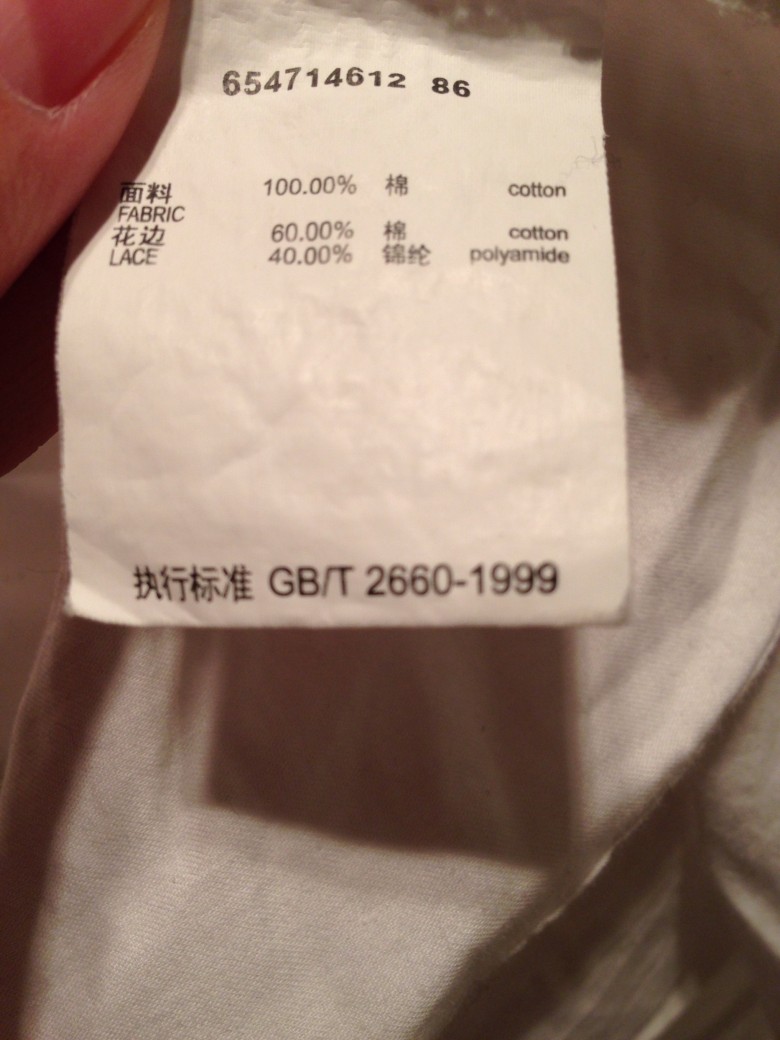 654714612 86
面料 100.00% 棉 cotton
FABRIC
花边 60.00% 棉 cotton
LACE 40.00% 锦纶 polyamide
执行标准 GB/T 2660-1999